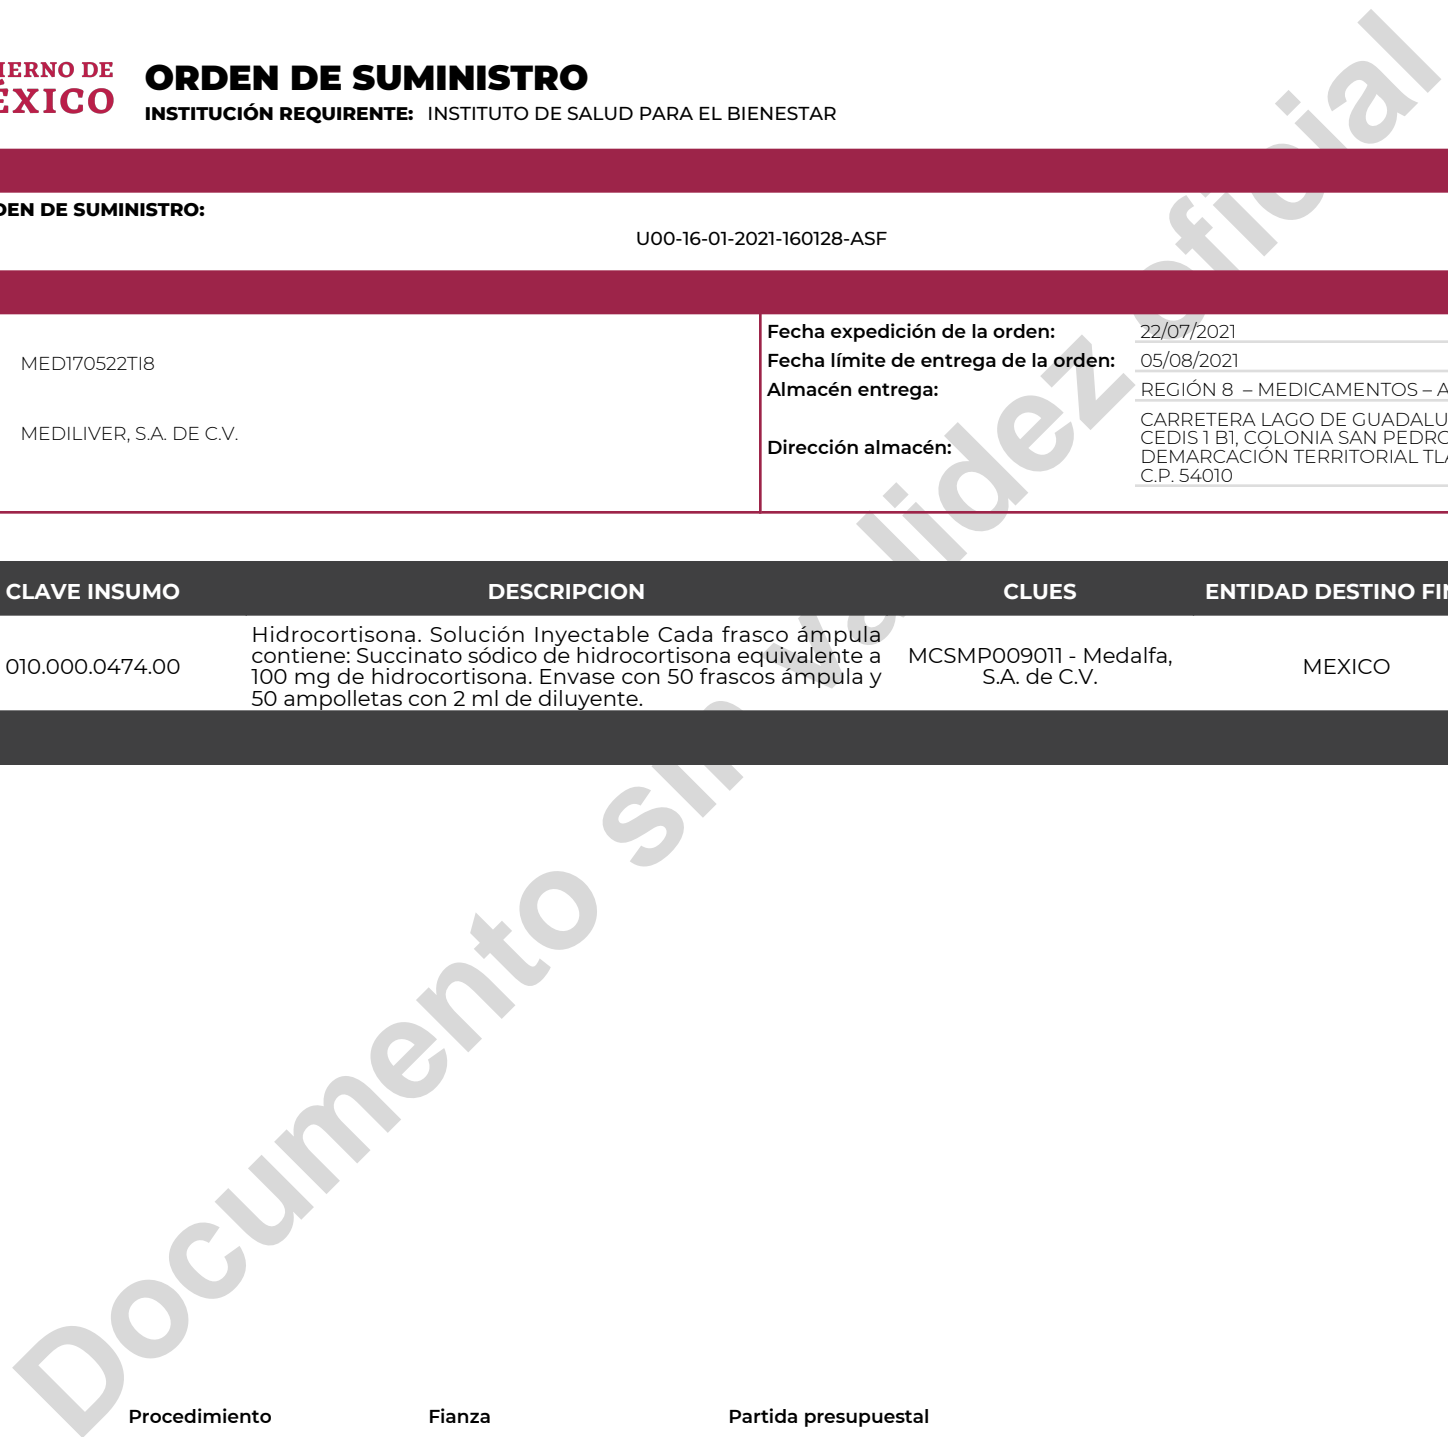 IERNO DE
ÉXICO
ORDEN DE SUMINISTRO
INSTITUCIÓN REQUIRENTE: INSTITUTO DE SALUD PARA EL BIENESTAR
DEN DE SUMINISTRO:
U00-16-01-2021-160128-ASF
MED170522TI8
MEDILIVER, S.A. DE C.V.
Fecha expedición de la orden: 22/07/2021
Fecha límite de entrega de la orden: 05/08/2021
Almacén entrega: REGIÓN 8 – MEDICAMENTOS – A
Dirección almacén:
CARRETERA LAGO DE GUADALU
CEDIS 1 B1, COLONIA SAN PEDRO
DEMARCACIÓN TERRITORIAL TLA
C.P. 54010
CLAVE INSUMO DESCRIPCION CLUES ENTIDAD DESTINO FIN
010.000.0474.00
Hidrocortisona. Solución Inyectable Cada frasco ámpula
contiene: Succinato sódico de hidrocortisona equivalente a
100 mg de hidrocortisona. Envase con 50 frascos ámpula y
50 ampolletas con 2 ml de diluyente.
MCSMP009011 - Medalfa,
S.A. de C.V.
MEXICO
Documento sin validez oficial
Procedimiento Fianza Partida presupuestal